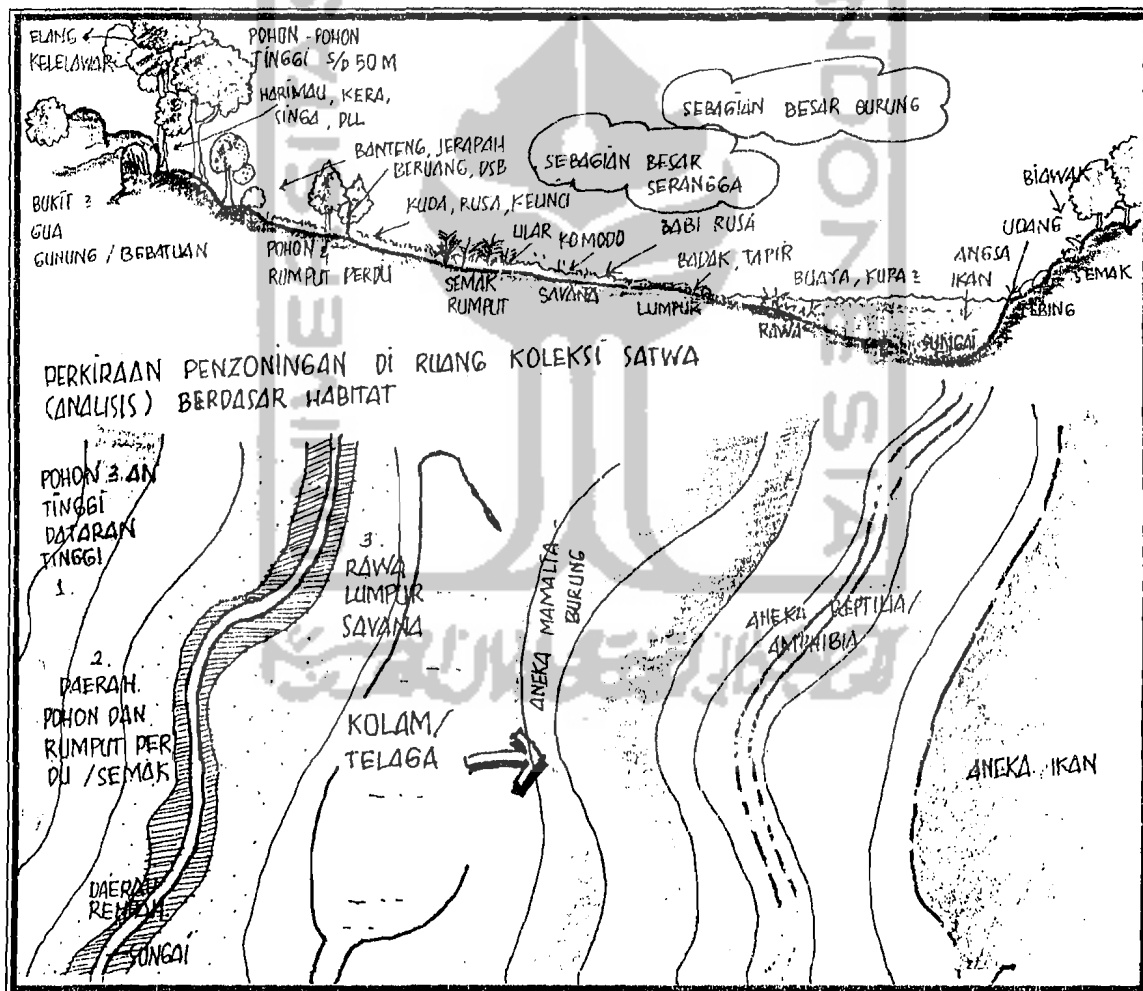 ELANG
KELELAWAR
POHON-POHON
TINGGI S/D 50 M
HARIMAU, KERA,
SINGA, DLL
BANTENG, JERAPAH
BERUANG, DSB
KUDA, RUSA, KELINCI
ULAR
KOMODO
BABI RUSA
BADAK, TAPIR
BUAYA, KURA 2
SEBAGIAN BESAR BURUNG
SEBAGIAN BESAR
SERANGGA
BIAWAK
UDANG
ANGSA
IKAN
BUKIT 2
GUA
GUNUNG / BEBATUAN
POHON 2
RUMPUT PERDU
SEMAK
RUMPUT
SAVANA
LUMPUR
RAWA
SUNGAI
TEBING
SEMAK
PERKIRAAN PENZONINGAN DI RUANG KOLEKSI SATWA
(ANALISIS) BERDASAR HABITAT
POHON 2 AN
TINGGI
DATARAN
TINGGI
1.
2.
DAERAH
POHON DAN
RUMPUT PER
DU / SEMAK
DAERAH
RENDAH
SUNGAI
3.
RAWA
LUMPUR
SAVANA
KOLAM/
TELAGA
ANEKA MAMALIA-
BURUNG
ANEKA REPTILIA/
AMPHIBIA
ANEKA IKAN
INDONESIA